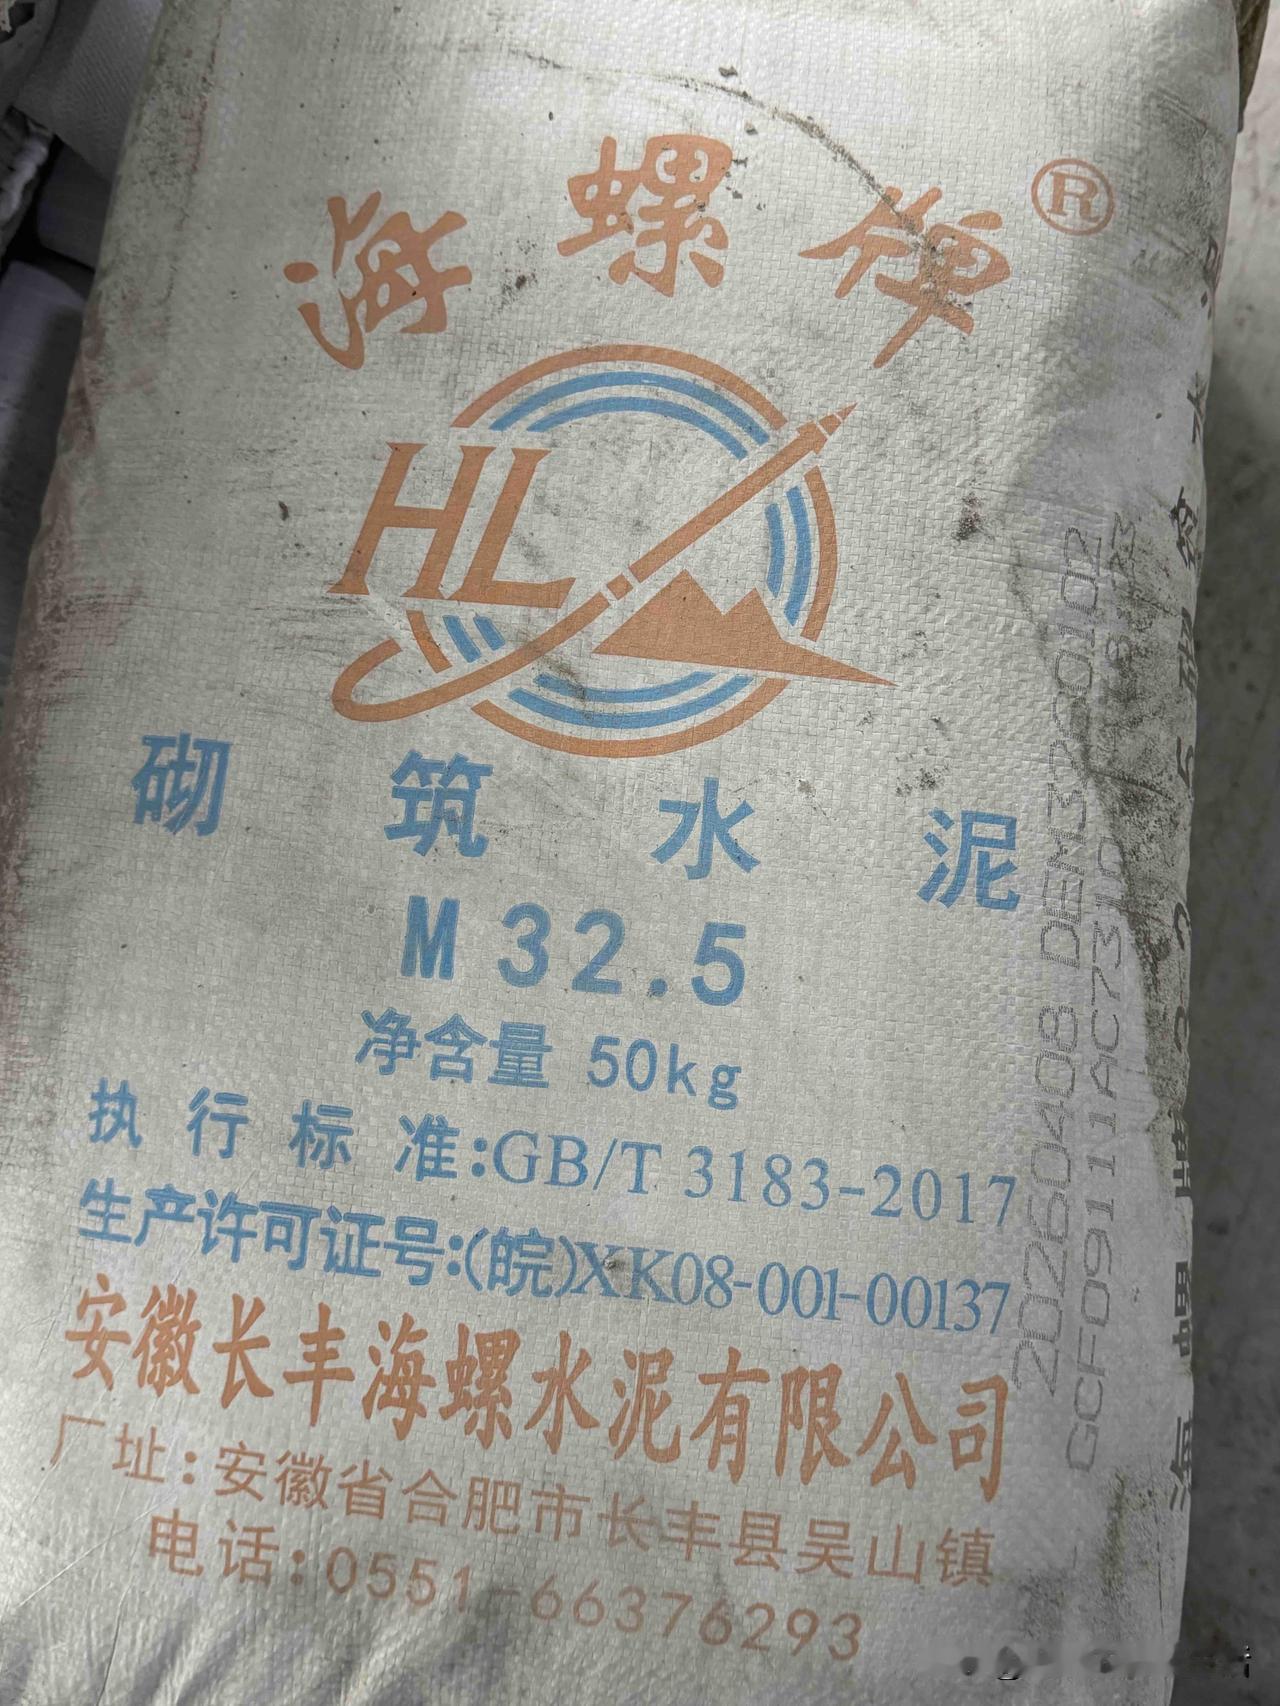 海螺牌®
HL
砌筑水泥
M32.5
净含量 50kg
执行标准:GB/T 3183-2017
生产许可证号:(皖)XK08-001-00137
安徽长丰海螺水泥有限公司
厂址:安徽省合肥市长丰县吴山镇
电话:0551-66376293
20260408